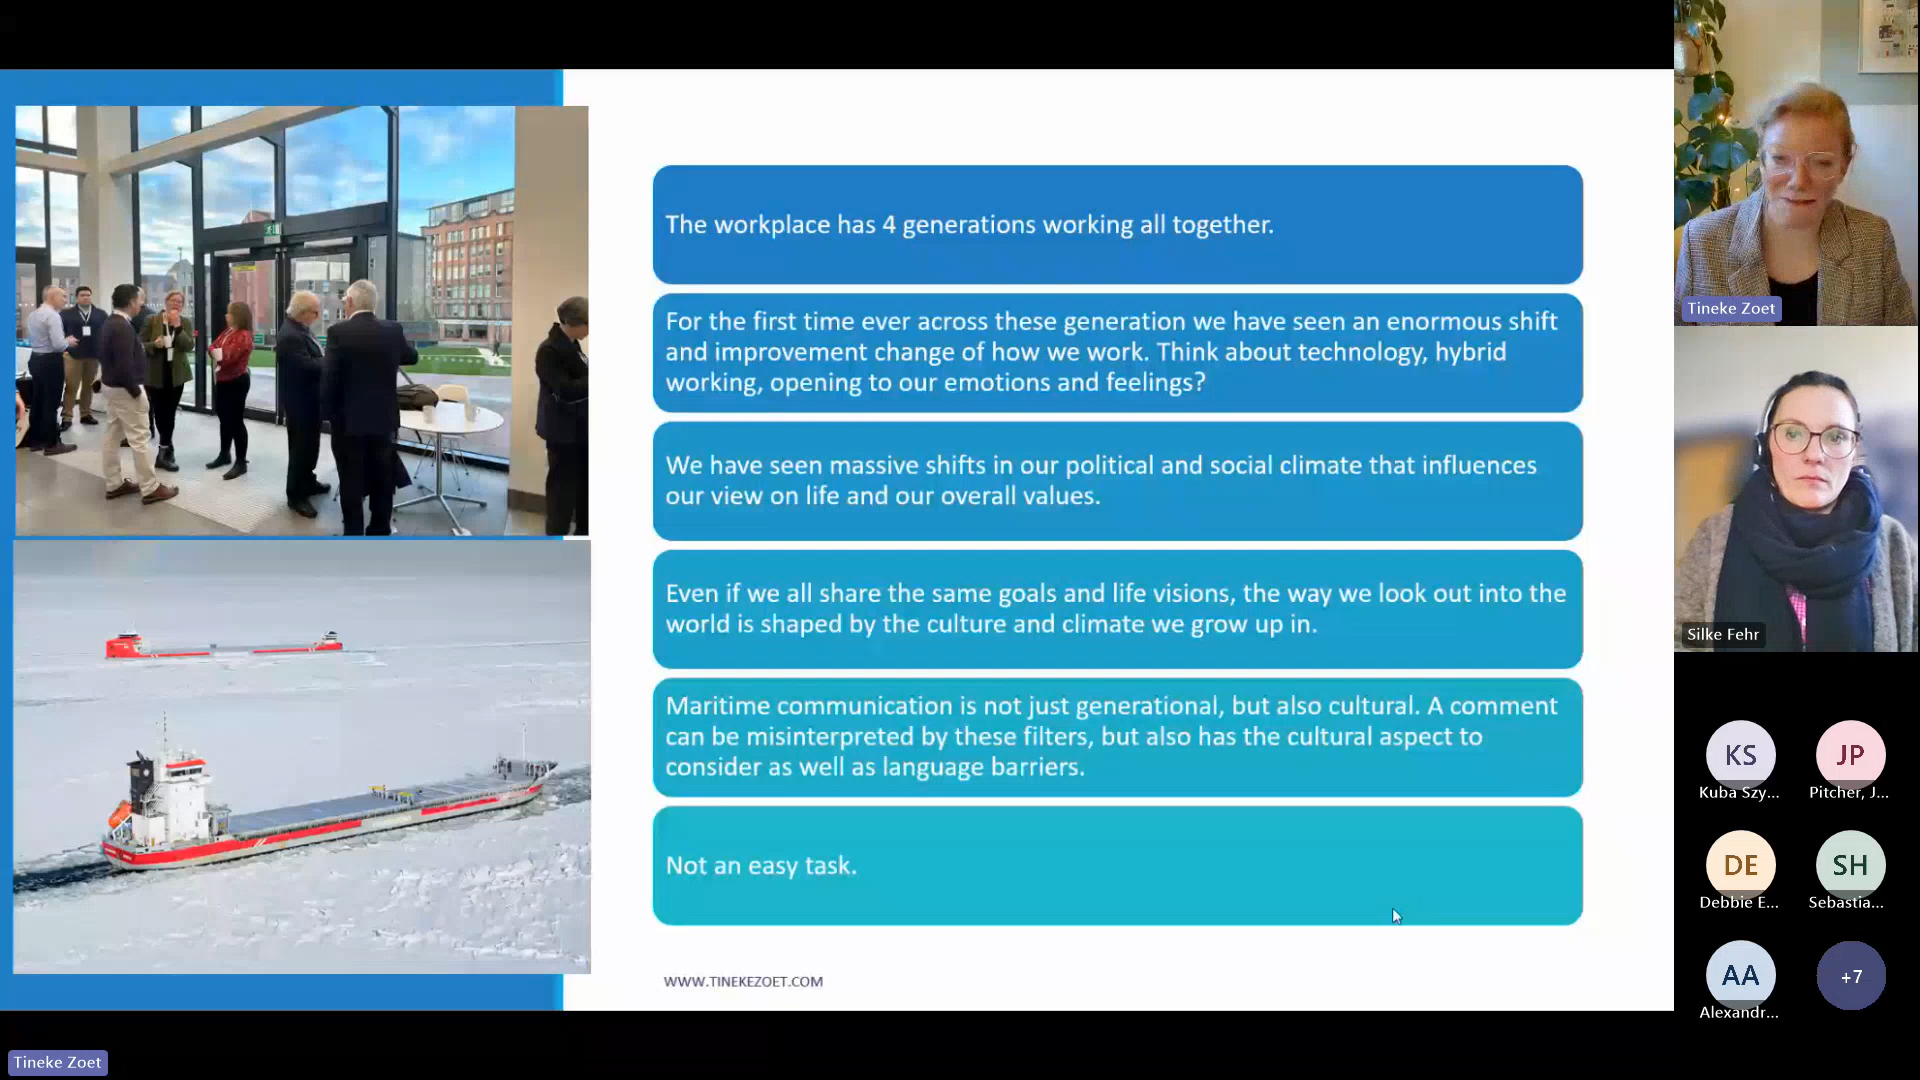 The workplace has 4 generations working all together.
For the first time ever across these generation we have seen an enormous shift
and improvement change of how we work. Think about technology, hybrid
working, opening to our emotions and feelings?
We have seen massive shifts in our political and social climate that influences
our view on life and our overall values.
Even if we all share the same goals and life visions, the way we look out into the
world is shaped by the culture and climate we grow up in.
Maritime communication is not just generational, but also cultural. A comment
can be misinterpreted by these filters, but also has the cultural aspect to
consider as well as language barriers.
Not an easy task.
WWW.TINEKEZOET.COM
Tineke Zoet
Tineke Zoet
Silke Fehr
KS
Kuba Szy...
JP
Pitcher, J...
DE
Debbie E...
SH
Sebastia...
AA
Alexandr...
+7